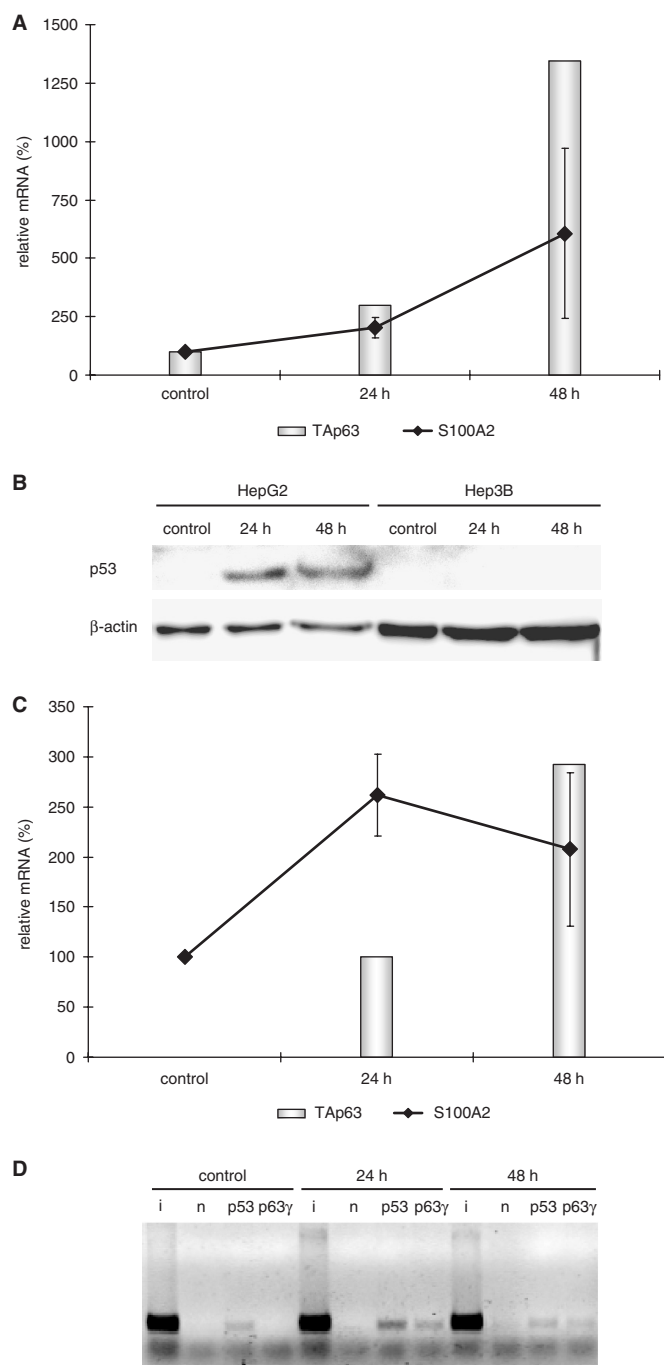 A
1500
1250
1000
750
500
250
0
relative mRNA (%)
control 24 h 48 h
TAp63 S100A2
B
HepG2 Hep3B
control 24 h 48 h control 24 h 48 h
p53
β-actin
C
350
300
250
200
150
100
50
0
relative mRNA (%)
control 24 h 48 h
TAp63 S100A2
D
control 24 h 48 h
i n p53 p63γ i n p53 p63γ i n p53 p63γ